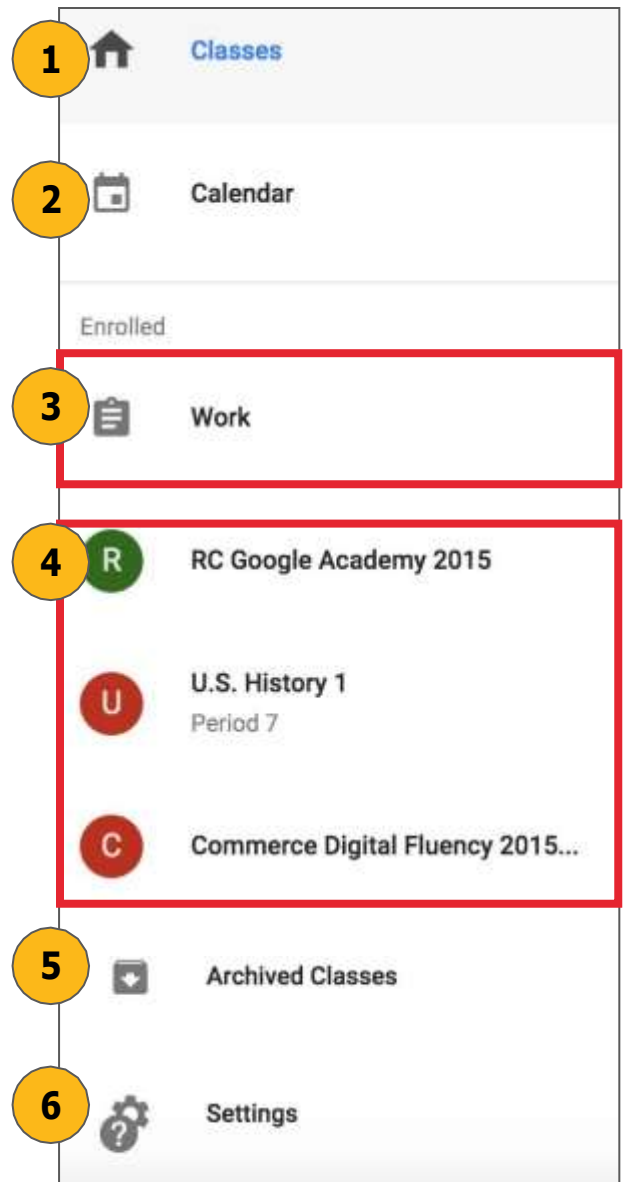 1 Classes
2 Calendar
Enrolled
3 Work
4 R RC Google Academy 2015
U U.S. History 1
Period 7
C Commerce Digital Fluency 2015...
5 Archived Classes
6 ? Settings